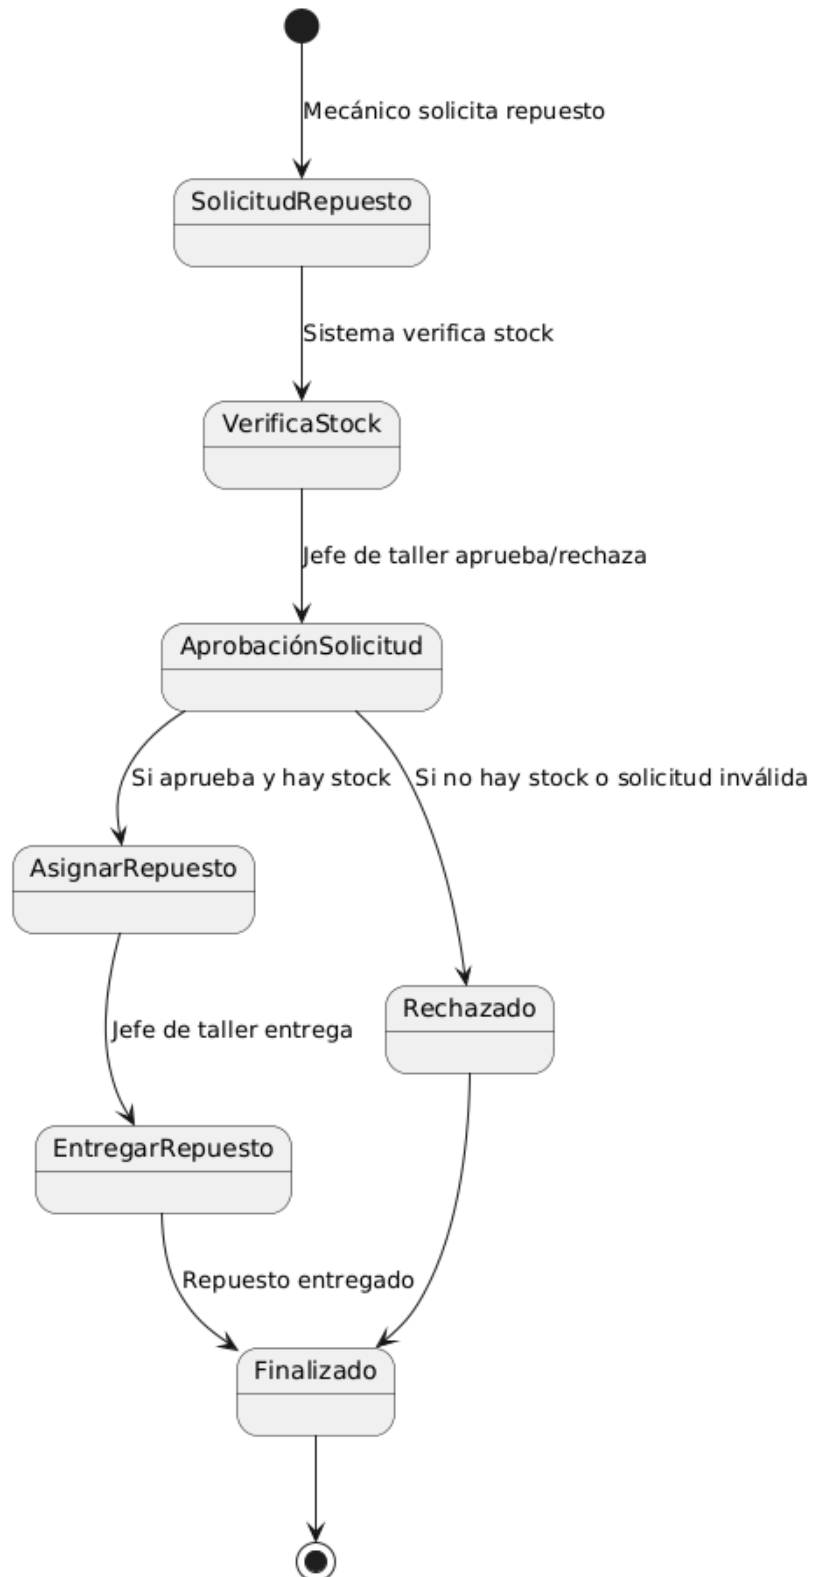 Mecánico solicita repuesto
SolicitudRepuesto
Sistema verifica stock
VerificaStock
Jefe de taller aprueba/rechaza
AprobaciónSolicitud
Si aprueba y hay stock
Si no hay stock o solicitud inválida
AsignarRepuesto
Rechazado
Jefe de taller entrega
EntregarRepuesto
Repuesto entregado
Finalizado